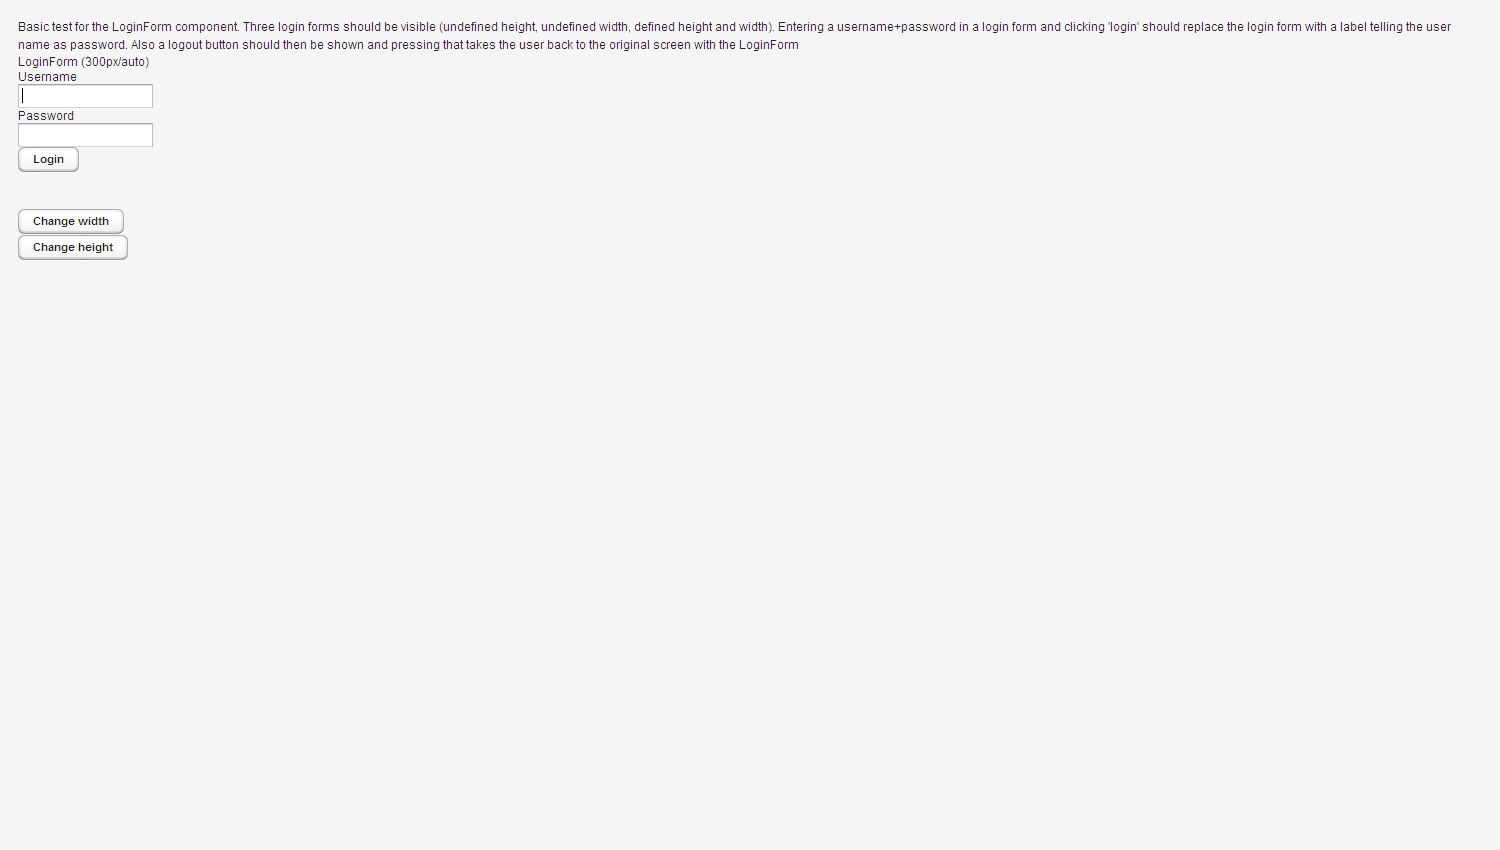 Basic test for the LoginForm component. Three login forms should be visible (undefined height, undefined width, defined height and width). Entering a username+password in a login form and clicking 'login' should replace the login form with a label telling the user
name as password. Also a logout button should then be shown and pressing that takes the user back to the original screen with the LoginForm
LoginForm (300px/auto)
Username
Password
Login
Change width
Change height